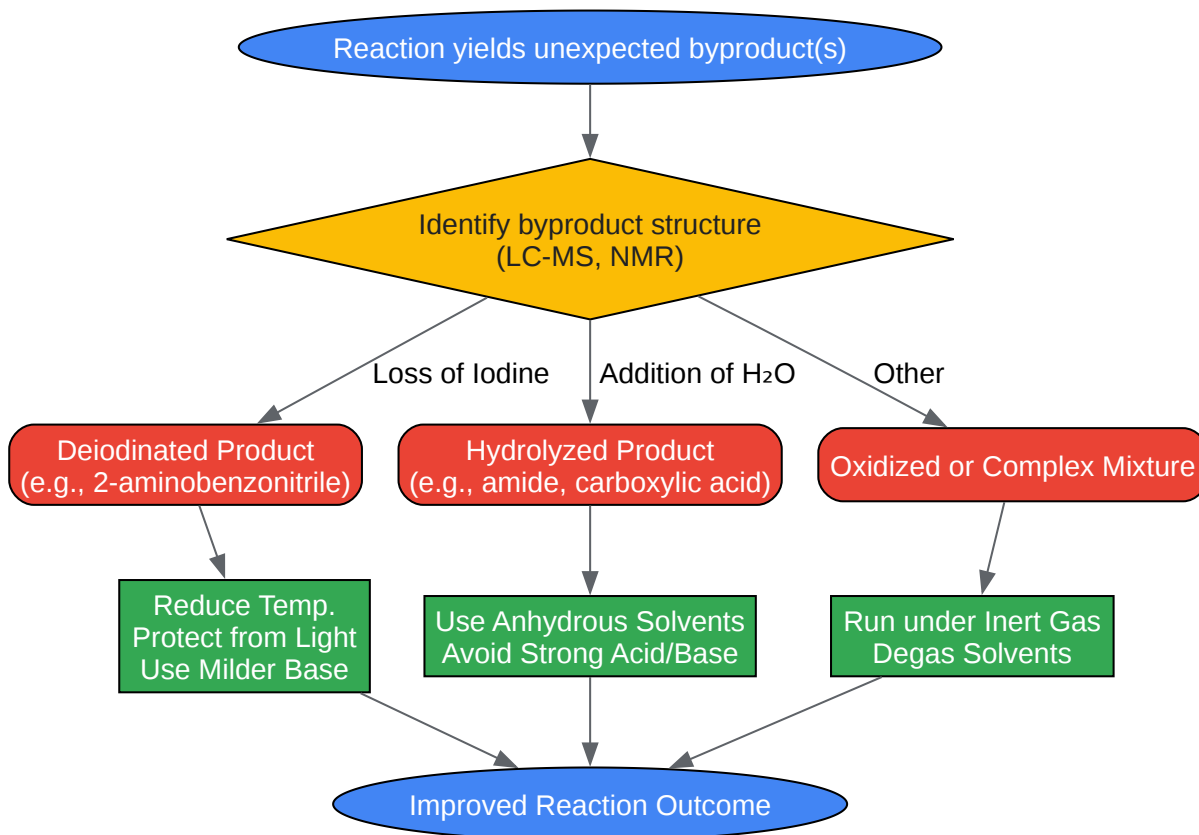 Reaction yields unexpected byproduct(s)
Identify byproduct structure
(LC-MS, NMR)
Loss of Iodine
Addition of H₂O
Other
Deiodinated Product
(e.g., 2-aminobenzonitrile)
Hydrolyzed Product
(e.g., amide, carboxylic acid)
Oxidized or Complex Mixture
Reduce Temp.
Protect from Light
Use Milder Base
Use Anhydrous Solvents
Avoid Strong Acid/Base
Run under Inert Gas
Degas Solvents
Improved Reaction Outcome